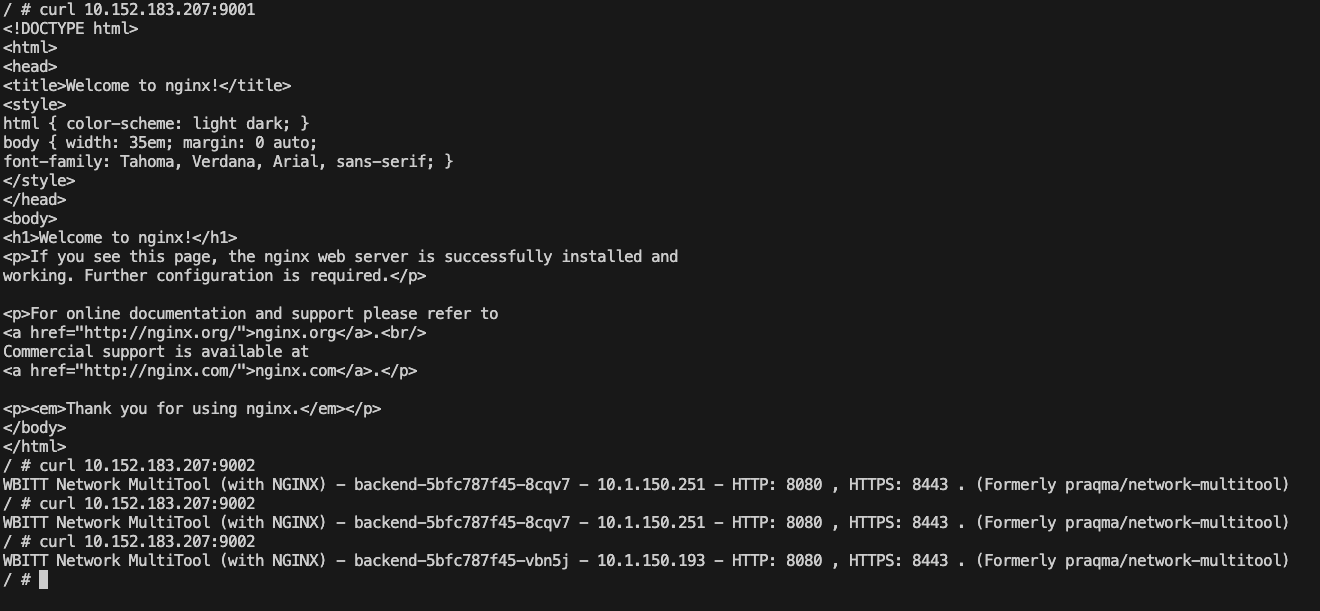 / # curl 10.152.183.207:9001
<!DOCTYPE html>
<html>
<head>
<title>Welcome to nginx!</title>
<style>
html { color-scheme: light dark; }
body { width: 35em; margin: 0 auto;
font-family: Tahoma, Verdana, Arial, sans-serif; }
</style>
</head>
<body>
<h1>Welcome to nginx!</h1>
<p>If you see this page, the nginx web server is successfully installed and
working. Further configuration is required.</p>

<p>For online documentation and support please refer to
<a href="http://nginx.org/">nginx.org</a>.<br/>
Commercial support is available at
<a href="http://nginx.com/">nginx.com</a>.</p>

<p><em>Thank you for using nginx.</em></p>
</body>
</html>
/ # curl 10.152.183.207:9002
WBITT Network MultiTool (with NGINX) - backend-5bfc787f45-8cqv7 - 10.1.150.251 - HTTP: 8080 , HTTPS: 8443 . (Formerly praqma/network-multitool)
/ # curl 10.152.183.207:9002
WBITT Network MultiTool (with NGINX) - backend-5bfc787f45-8cqv7 - 10.1.150.251 - HTTP: 8080 , HTTPS: 8443 . (Formerly praqma/network-multitool)
/ # curl 10.152.183.207:9002
WBITT Network MultiTool (with NGINX) - backend-5bfc787f45-vbn5j - 10.1.150.193 - HTTP: 8080 , HTTPS: 8443 . (Formerly praqma/network-multitool)
/ #